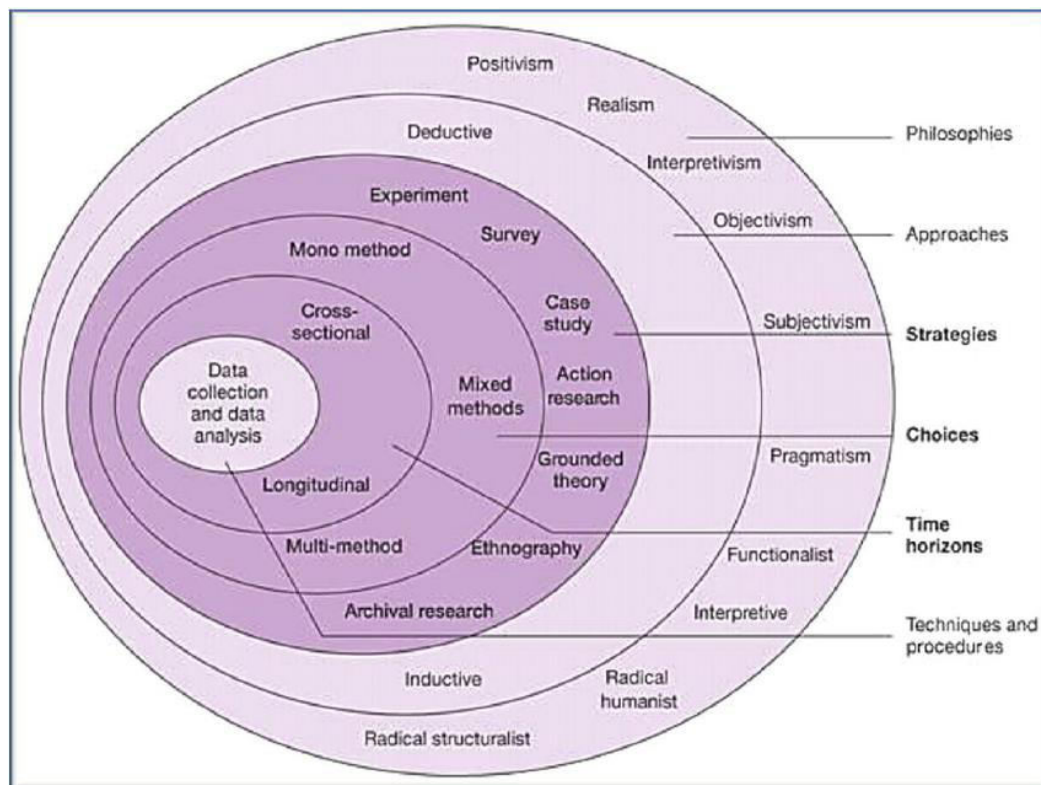 Positivism
Realism
Philosophies
Deductive
Interpretivism
Experiment
Objectivism
Approaches
Survey
Mono method
Case
study
Cross-
sectional
Subjectivism
Strategies
Data
collection
and data
analysis
Mixed
methods
Action
research
Choices
Pragmatism
Grounded
theory
Longitudinal
Time
horizons
Multi-method
Ethnography
Functionalist
Archival research
Interpretive
Techniques and
procedures
Inductive
Radical
humanist
Radical structuralist